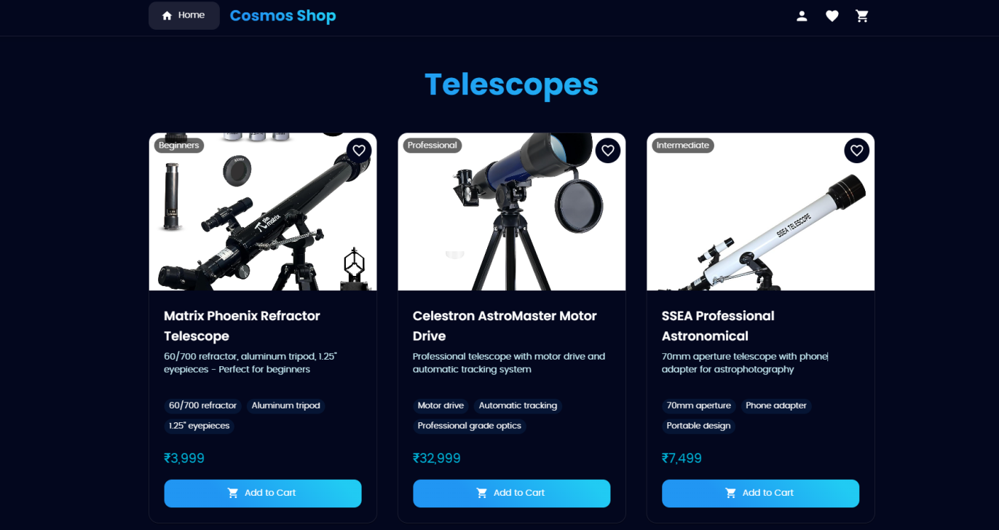 Home
Cosmos Shop
Telescopes
Beginners
Professional
Intermediate
π pie matrix
SSEA TELESCOPE
Matrix Phoenix Refractor
Telescope
60/700 refractor, aluminum tripod, 1.25"
eyepieces - Perfect for beginners
60/700 refractor
Aluminum tripod
1.25" eyepieces
₹3,999
Add to Cart
Celestron AstroMaster Motor
Drive
Professional telescope with motor drive and
automatic tracking system
Motor drive
Automatic tracking
Professional grade optics
₹32,999
Add to Cart
SSEA Professional
Astronomical
70mm aperture telescope with phone
adapter for astrophotography
70mm aperture
Phone adapter
Portable design
₹7,499
Add to Cart